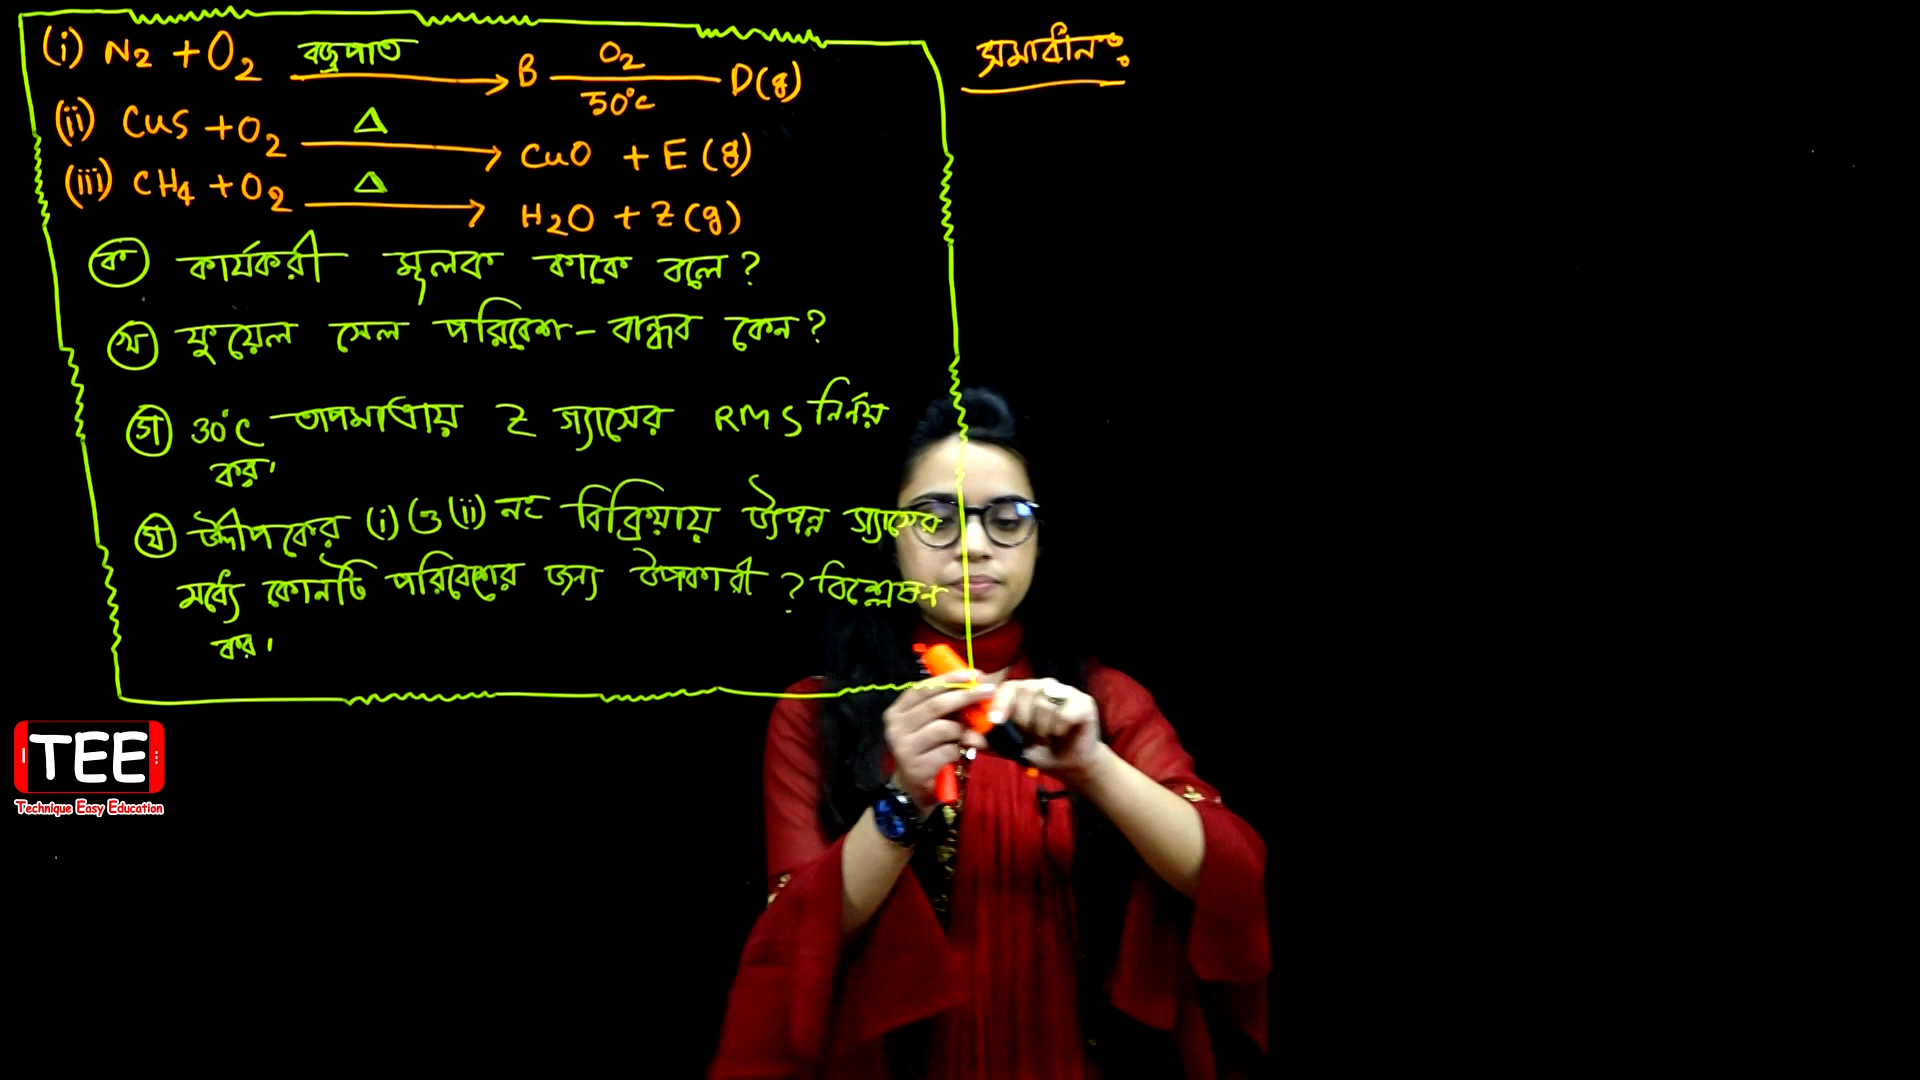 (i) N2 + O2 বজ্রপাত → B O2 50°C D(g)
(ii) CuS + O2 Δ → CuO + E (g)
(iii) CH4 + O2 Δ → H2O + Z(g)
সমাধান:
ক কার্যকরী মূলক কাকে বলে?
খ ফুয়েল সেল পরিবেশ-বান্ধব কেন?
গ 30°C তাপমাত্রায় Z গ্যাসের RMS নির্নয়
কর।
ঘ উদ্দীপকের (i) ও (ii) নং বিক্রিয়ায় উৎপন্ন গ্যাসের
মধ্যে কোনটি পরিবেশের জন্য উপকারী? বিশ্লেষন
কর।
TEE
Technique Easy Education